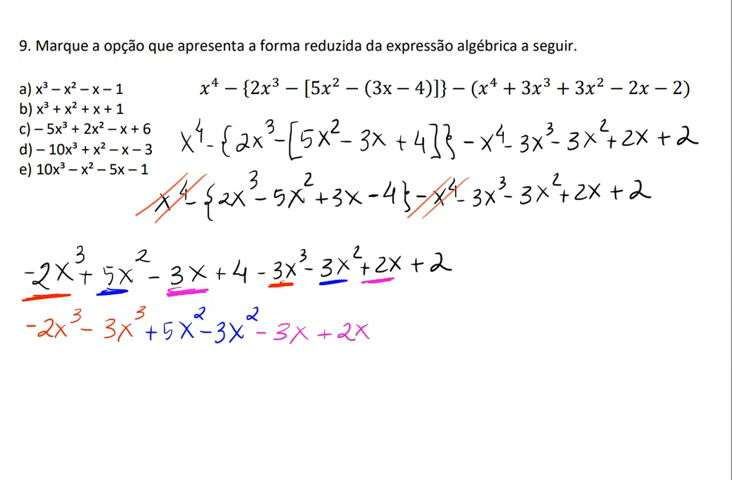 9. Marque a opção que apresenta a forma reduzida da expressão algébrica a seguir.
a) x³ – x² – x – 1
b) x³ + x² + x + 1
c) – 5x³ + 2x² – x + 6
d) – 10x³ + x² – x – 3
e) 10x³ – x² – 5x – 1
x⁴ − {2x³ − [5x² − (3x − 4)]} − (x⁴ + 3x³ + 3x² − 2x − 2)
x⁴ - {2x³ - [5x² - 3x + 4]} - x⁴ - 3x³ - 3x² + 2x + 2
x⁴ - {2x³ - 5x² + 3x - 4} - x⁴ - 3x³ - 3x² + 2x + 2
-2x³ + 5x² - 3x + 4 - 3x³ - 3x² + 2x + 2
-2x³ - 3x³ + 5x² - 3x² - 3x + 2x